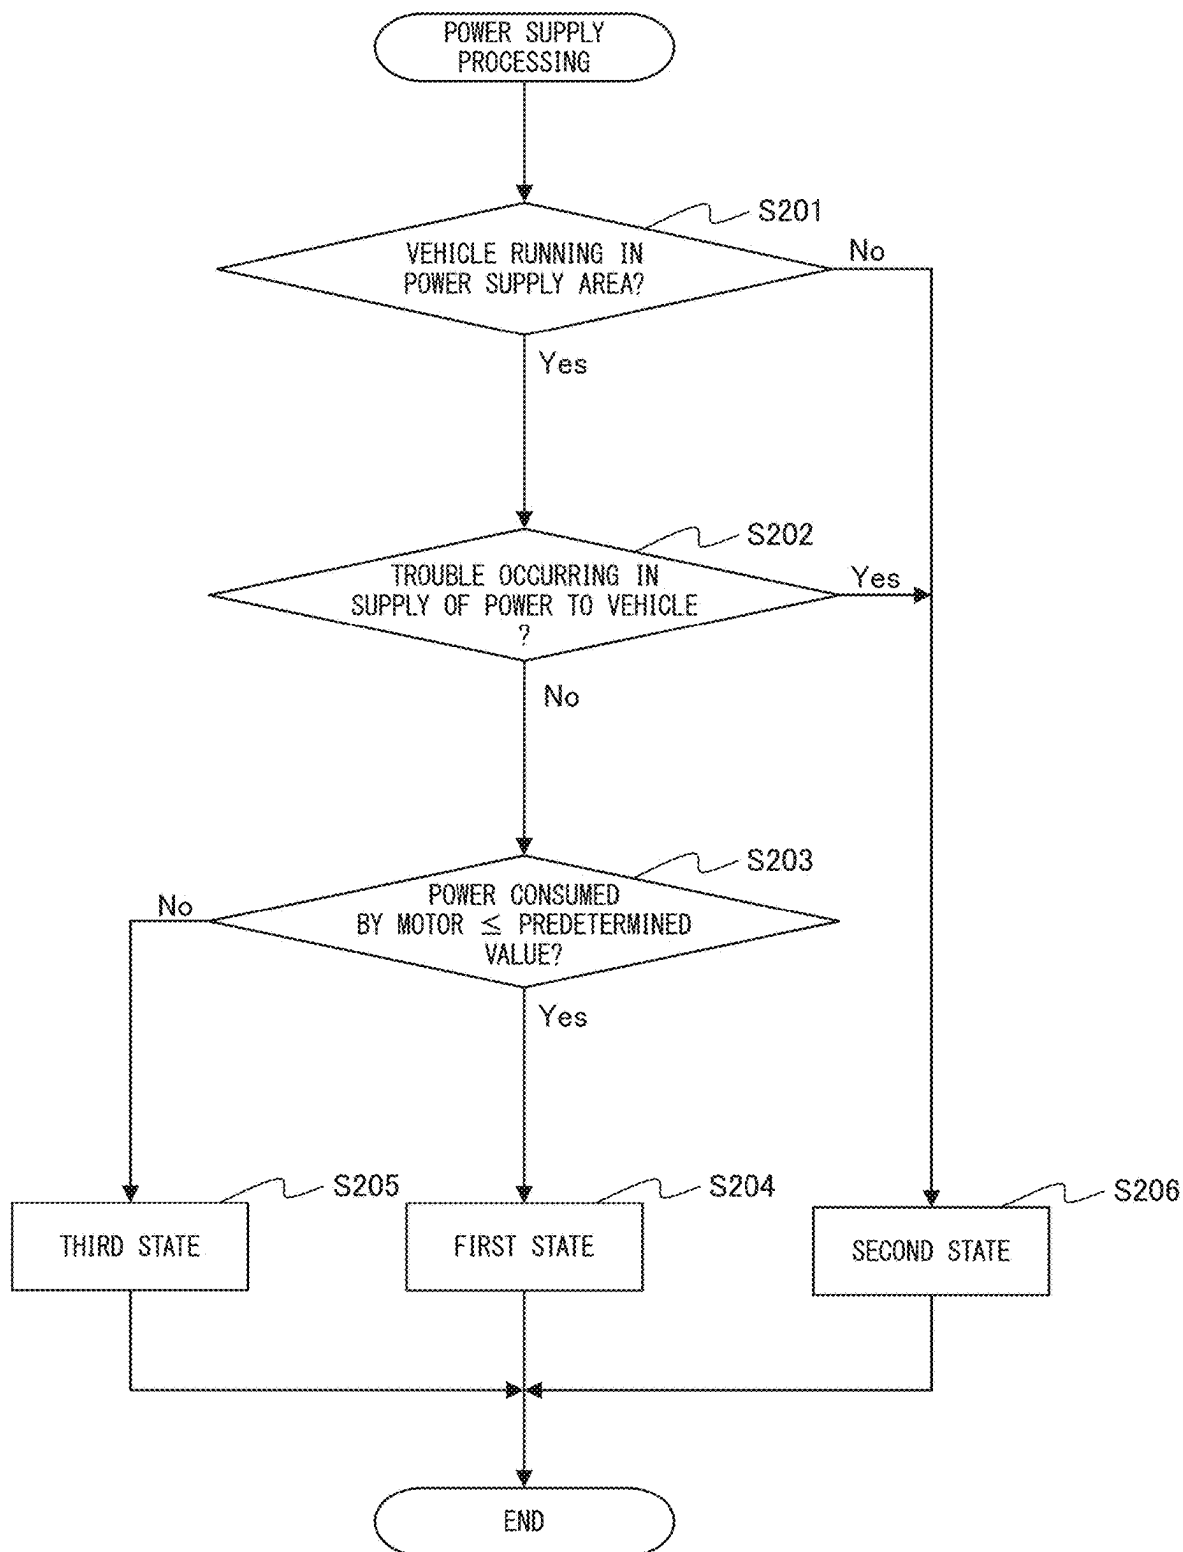 POWER SUPPLY
PROCESSING
S201
VEHICLE RUNNING IN
POWER SUPPLY AREA?
No
Yes
S202
TROUBLE OCCURRING IN
SUPPLY OF POWER TO VEHICLE
?
Yes
No
S203
POWER CONSUMED
BY MOTOR ≤ PREDETERMINED
VALUE?
No
Yes
S205
THIRD STATE
S204
FIRST STATE
S206
SECOND STATE
END